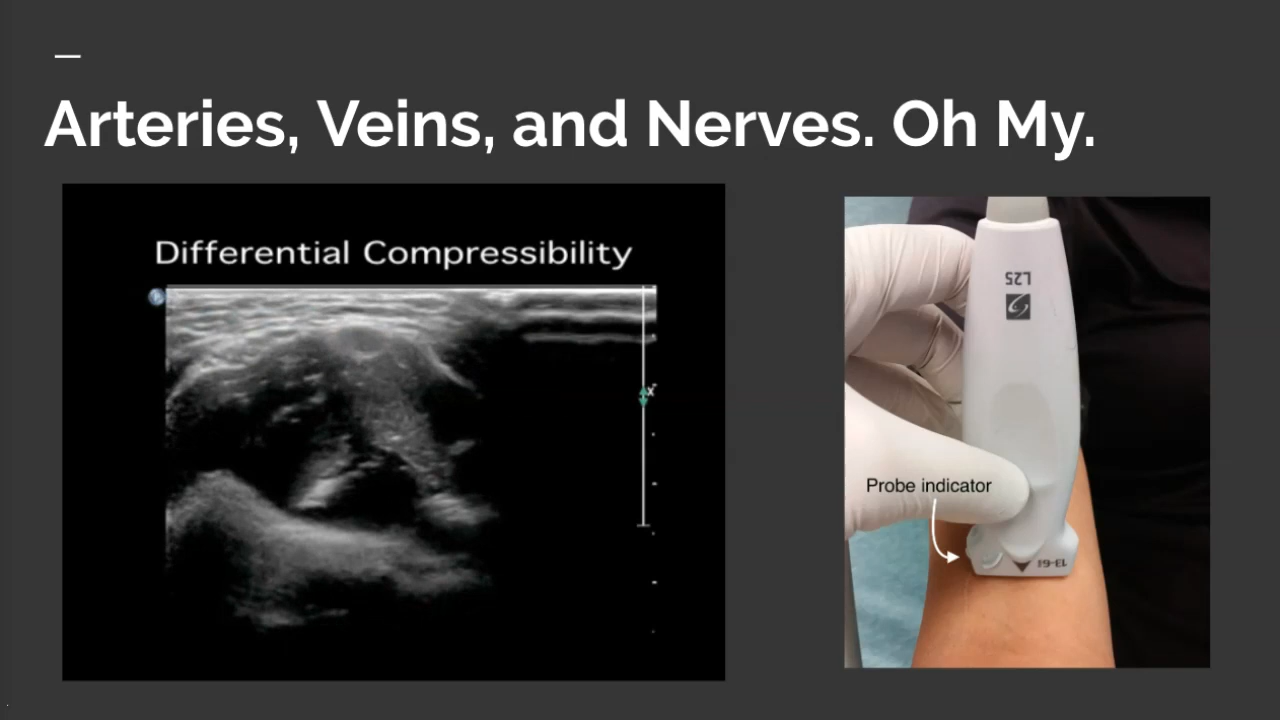 Arteries, Veins, and Nerves. Oh My.
Differential Compressibility
x
L25
Probe indicator
13-6